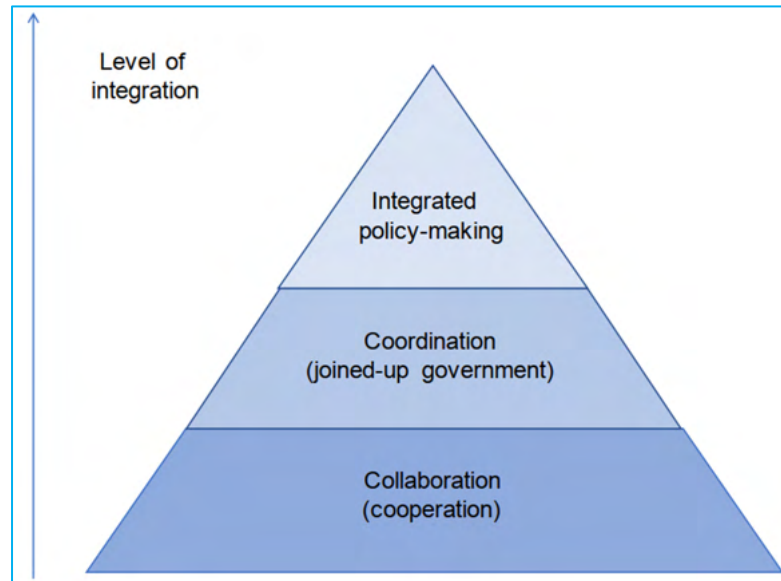 Level of
integration
Integrated
policy-making
Coordination
(joined-up government)
Collaboration
(cooperation)